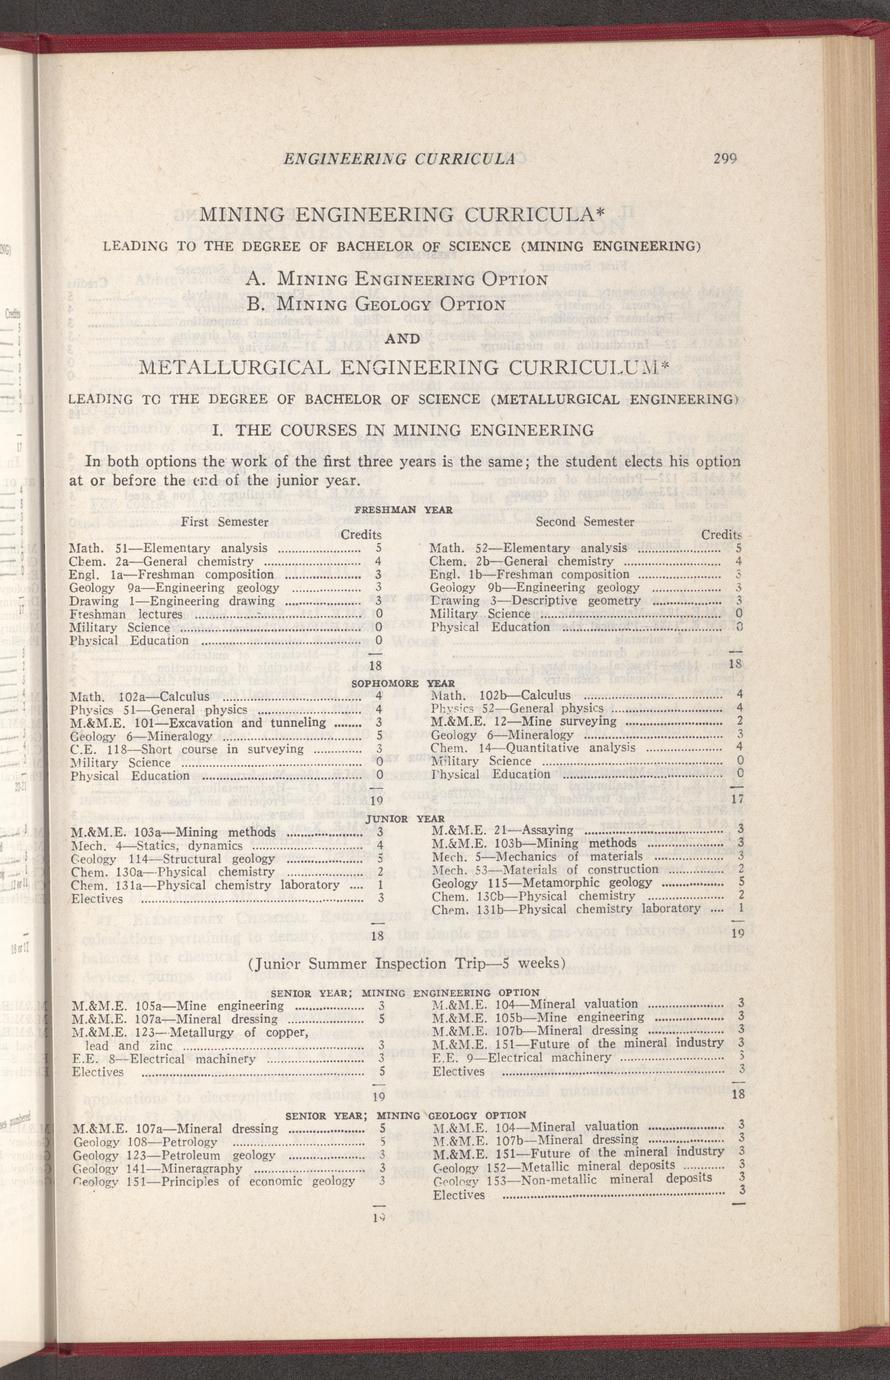 ENGINEERING CURRICULA 299
MINING ENGINEERING CURRICULA*
LEADING TO THE DEGREE OF BACHELOR OF SCIENCE (MINING ENGINEERING)
A. MINING ENGINEERING OPTION
B. MINING GEOLOGY OPTION
AND
METALLURGICAL ENGINEERING CURRICULUM*
LEADING TO THE DEGREE OF BACHELOR OF SCIENCE (METALLURGICAL ENGINEERING)
I. THE COURSES IN MINING ENGINEERING
In both options the work of the first three years is the same; the student elects his option
at or before the end of the junior year.
FRESHMAN YEAR
First Semester
Credits
Math. 51—Elementary analysis ........................ 5
Chem. 2a—General chemistry ........................ 4
Engl. 1a—Freshman composition ........................ 3
Geology 9a—Engineering geology ........................ 3
Drawing 1—Engineering drawing ........................ 3
Freshman lectures ........................ 0
Military Science ........................ 0
Physical Education ........................ 0
18
Second Semester
Credits
Math. 52—Elementary analysis ........................ 5
Chem. 2b—General chemistry ........................ 4
Engl. 1b—Freshman composition ........................ 3
Geology 9b—Engineering geology ........................ 3
Drawing 3—Descriptive geometry ........................ 3
Military Science ........................ 0
Physical Education ........................ 0
18
SOPHOMORE YEAR
Math. 102a—Calculus ........................ 4
Physics 51—General physics ........................ 4
M.&M.E. 101—Excavation and tunneling ........ 3
Geology 6—Mineralogy ........................ 5
C.E. 118—Short course in surveying ............ 3
Military Science ........................ 0
Physical Education ........................ 0
19
Math. 102b—Calculus ........................ 4
Physics 52—General physics ........................ 4
M.&M.E. 12—Mine surveying ........................ 2
Geology 6—Mineralogy ........................ 3
Chem. 14—Quantitative analysis ........................ 4
Military Science ........................ 0
Physical Education ........................ 0
17
JUNIOR YEAR
M.&M.E. 103a—Mining methods ........................ 3
Mech. 4—Statics, dynamics ........................ 4
Geology 114—Structural geology ........................ 5
Chem. 130a—Physical chemistry ........................ 2
Chem. 131a—Physical chemistry laboratory .... 1
Electives ........................ 3
18
M.&M.E. 21—Assaying ........................ 3
M.&M.E. 103b—Mining methods ........................ 3
Mech. 5—Mechanics of materials ........................ 3
Mech. 53—Materials of construction .............. 2
Geology 115—Metamorphic geology ........................ 5
Chem. 130b—Physical chemistry ........................ 2
Chem. 131b—Physical chemistry laboratory .... 1
19
(Junior Summer Inspection Trip—5 weeks)
SENIOR YEAR; MINING ENGINEERING OPTION
M.&M.E. 105a—Mine engineering ........................ 3
M.&M.E. 107a—Mineral dressing ........................ 5
M.&M.E. 123—Metallurgy of copper,
lead and zinc ........................ 3
E.E. 8—Electrical machinery ........................ 3
Electives ........................ 5
19
M.&M.E. 104—Mineral valuation ........................ 3
M.&M.E. 105b—Mine engineering ........................ 3
M.&M.E. 107b—Mineral dressing ........................ 3
M.&M.E. 151—Future of the mineral industry 3
E.E. 9—Electrical machinery ........................ 3
Electives ........................ 3
18
SENIOR YEAR; MINING GEOLOGY OPTION
M.&M.E. 107a—Mineral dressing ........................ 5
Geology 108—Petrology ........................ 5
Geology 123—Petroleum geology ........................ 3
Geology 141—Mineragraphy ........................ 3
Geology 151—Principles of economic geology 3
19
M.&M.E. 104—Mineral valuation ........................ 3
M.&M.E. 107b—Mineral dressing ........................ 3
M.&M.E. 151—Future of the mineral industry 3
Geology 152—Metallic mineral deposits ............ 3
Geology 153—Non-metallic mineral deposits 3
Electives ........................ 3